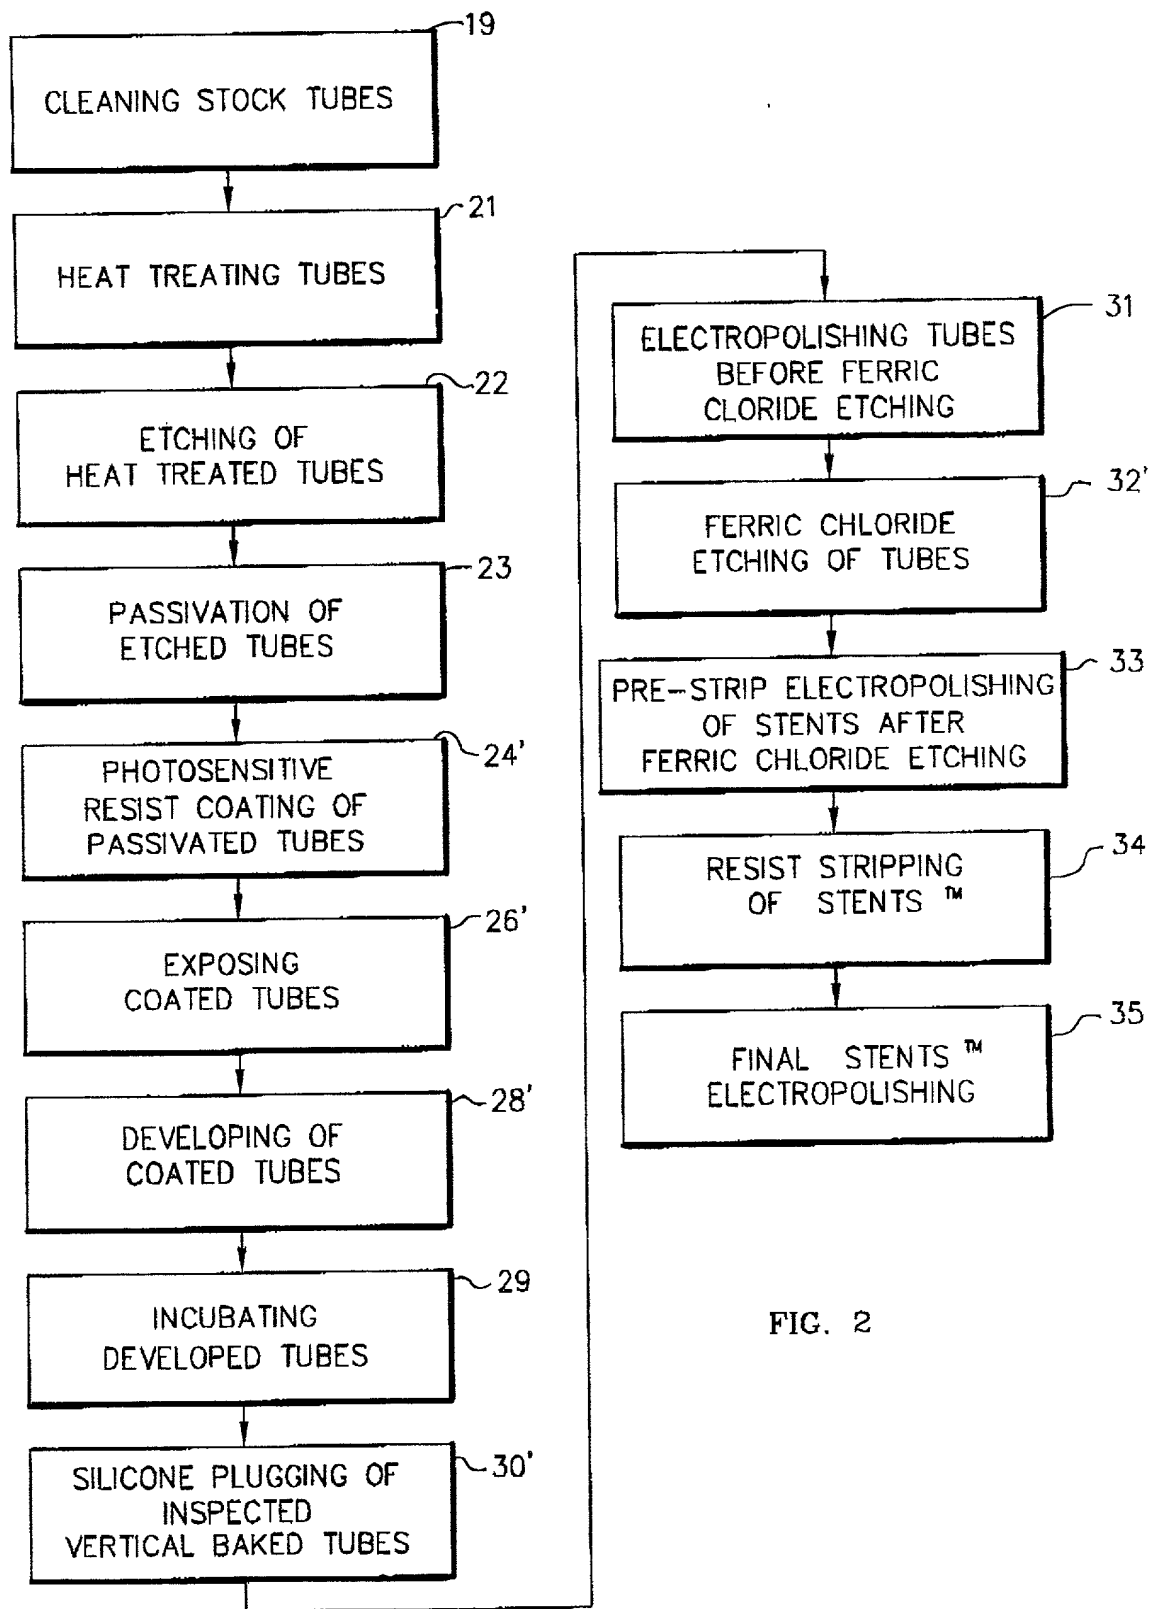 19
CLEANING STOCK TUBES
21
HEAT TREATING TUBES
22
ETCHING OF
HEAT TREATED TUBES
23
PASSIVATION OF
ETCHED TUBES
24'
PHOTOSENSITIVE
RESIST COATING OF
PASSIVATED TUBES
26'
EXPOSING
COATED TUBES
28'
DEVELOPING OF
COATED TUBES
29
INCUBATING
DEVELOPED TUBES
30'
SILICONE PLUGGING OF
INSPECTED
VERTICAL BAKED TUBES
31
ELECTROPOLISHING TUBES
BEFORE FERRIC
CLORIDE ETCHING
32'
FERRIC CHLORIDE
ETCHING OF TUBES
33
PRE-STRIP ELECTROPOLISHING
OF STENTS AFTER
FERRIC CHLORIDE ETCHING
34
RESIST STRIPPING
OF STENTS ™
35
FINAL STENTS ™
ELECTROPOLISHING
FIG. 2